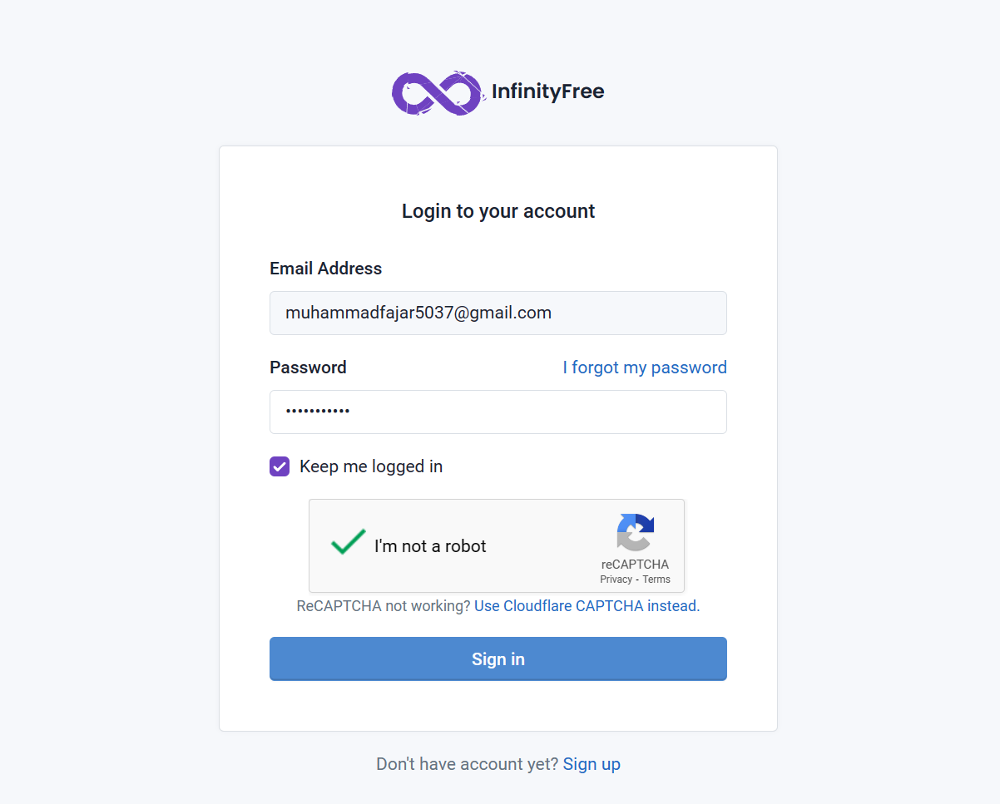 InfinityFree
Login to your account
Email Address
muhammadfajar5037@gmail.com
Password I forgot my password
•••••••••••
Keep me logged in
I'm not a robot
reCAPTCHA
Privacy - Terms
ReCAPTCHA not working? Use Cloudflare CAPTCHA instead.
Sign in
Don't have account yet? Sign up